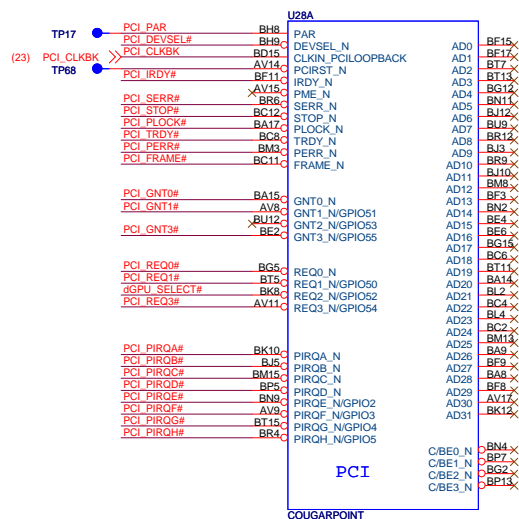 U28A
TP17 PCI_PAR BH8 PAR AD0 BF15
PCI_DEVSEL# BH9 DEVSEL_N AD1 BF17
(23) PCI_CLKBK PCI_CLKBK BD15 CLKIN_PCILOOPBACK AD2 BT7
TP68 AV14 PCIRST_N AD3 BT13
PCI_IRDY# BF11 IRDY_N AD4 BG12
AV15 PME_N AD5 BN11
PCI_SERR# BR6 SERR_N AD6 BJ12
PCI_STOP# BC12 STOP_N AD7 BU9
PCI_PLOCK# BA17 PLOCK_N AD8 BR12
PCI_TRDY# BC8 TRDY_N AD9 BJ3
PCI_PERR# BM3 PERR_N AD10 BR9
PCI_FRAME# BC11 FRAME_N AD11 BJ10
AD12 BM8
AD13 BF3
PCI_GNT0# BA15 GNT0_N AD14 BN2
PCI_GNT1# AV8 GNT1_N/GPIO51 AD15 BE4
BU12 GNT2_N/GPIO53 AD16 BE6
PCI_GNT3# BE2 GNT3_N/GPIO55 AD17 BG15
AD18 BC6
PCI_REQ0# BG5 REQ0_N AD19 BT11
PCI_REQ1# BT5 REQ1_N/GPIO50 AD20 BA14
dGPU_SELECT# BK8 REQ2_N/GPIO52 AD21 BL2
PCI_REQ3# AV11 REQ3_N/GPIO54 AD22 BC4
AD23 BL4
AD24 BC2
AD25 BM13
PCI_PIRQA# BK10 PIRQA_N AD26 BA9
PCI_PIRQB# BJ5 PIRQB_N AD27 BF9
PCI_PIRQC# BM15 PIRQC_N AD28 BA8
PCI_PIRQD# BP5 PIRQD_N AD29 BF8
PCI_PIRQE# BN9 PIRQE_N/GPIO2 AD30 AV17
PCI_PIRQF# AV9 PIRQF_N/GPIO3 AD31 BK12
PCI_PIRQG# BT15 PIRQG_N/GPIO4
PCI_PIRQH# BR4 PIRQH_N/GPIO5
C/BE0_N BN4
C/BE1_N BP7
PCI C/BE2_N BG2
C/BE3_N BP13
COUGARPOINT